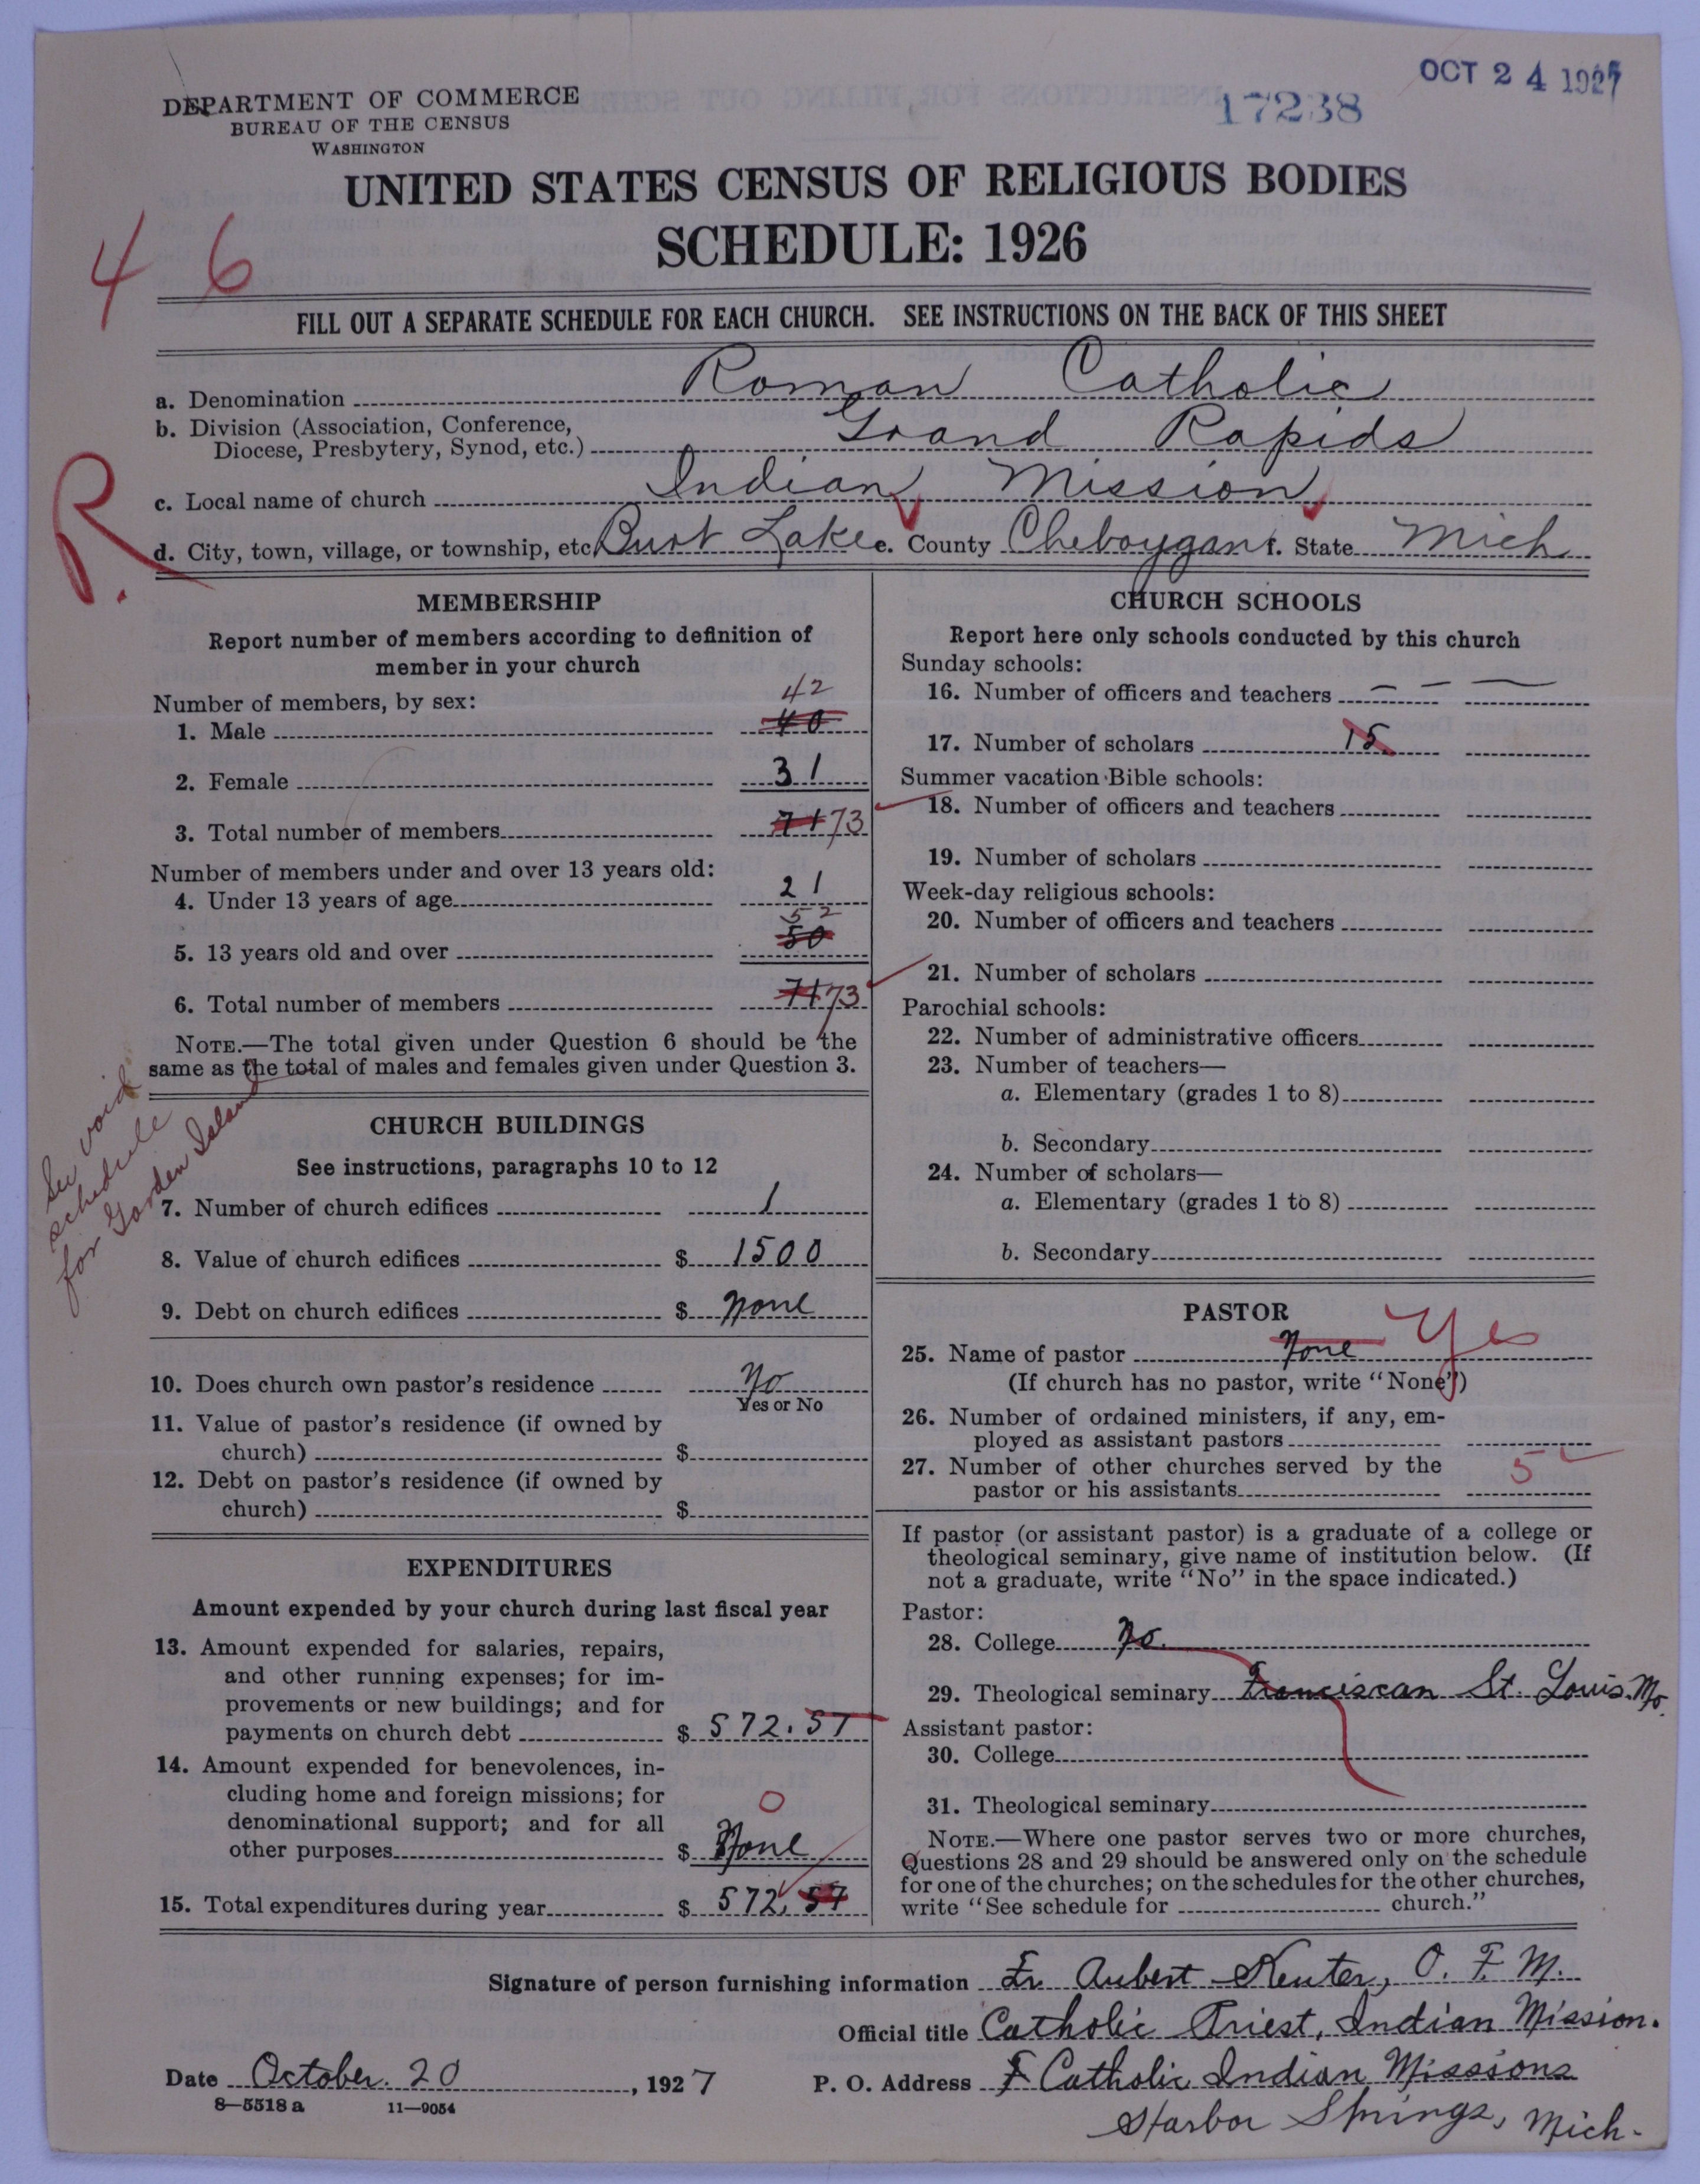 OCT 24 1927
17238
DEPARTMENT OF COMMERCE
BUREAU OF THE CENSUS
WASHINGTON
UNITED STATES CENSUS OF RELIGIOUS BODIES
SCHEDULE: 1926
4 6
FILL OUT A SEPARATE SCHEDULE FOR EACH CHURCH. SEE INSTRUCTIONS ON THE BACK OF THIS SHEET
a. Denomination Roman Catholic
b. Division (Association, Conference,
Diocese, Presbytery, Synod, etc.) Grand Rapids
c. Local name of church Indian Mission
R.
d. City, town, village, or township, etc. Burt Lake e. County Cheboygan f. State Mich
MEMBERSHIP
Report number of members according to definition of
member in your church
Number of members, by sex:
42
1. Male 40
2. Female 31
3. Total number of members 71 73
Number of members under and over 13 years old:
4. Under 13 years of age 21
52
5. 13 years old and over 50
6. Total number of members 71 73
NOTE.—The total given under Question 6 should be the
same as the total of males and females given under Question 3.
See void
schedule
for Garden Island
CHURCH BUILDINGS
See instructions, paragraphs 10 to 12
7. Number of church edifices 1
8. Value of church edifices $ 1500
9. Debt on church edifices $ none
10. Does church own pastor's residence No
Yes or No
11. Value of pastor's residence (if owned by
church) $
12. Debt on pastor's residence (if owned by
church) $
EXPENDITURES
Amount expended by your church during last fiscal year
13. Amount expended for salaries, repairs,
and other running expenses; for im-
provements or new buildings; and for
payments on church debt $ 572.57
14. Amount expended for benevolences, in-
cluding home and foreign missions; for
0
denominational support; and for all
other purposes $ None
15. Total expenditures during year $ 572,57
CHURCH SCHOOLS
Report here only schools conducted by this church
Sunday schools:
16. Number of officers and teachers — — —
17. Number of scholars 15
Summer vacation Bible schools:
18. Number of officers and teachers
19. Number of scholars
Week-day religious schools:
20. Number of officers and teachers
21. Number of scholars
Parochial schools:
22. Number of administrative officers
23. Number of teachers—
a. Elementary (grades 1 to 8)
b. Secondary
24. Number of scholars—
a. Elementary (grades 1 to 8)
b. Secondary
PASTOR
25. Name of pastor None Yes
(If church has no pastor, write "None")
26. Number of ordained ministers, if any, em-
ployed as assistant pastors
27. Number of other churches served by the
pastor or his assistants 5
If pastor (or assistant pastor) is a graduate of a college or
theological seminary, give name of institution below. (If
not a graduate, write "No" in the space indicated.)
Pastor:
28. College No.
29. Theological seminary Franciscan St. Louis, Mo.
Assistant pastor:
30. College
31. Theological seminary
NOTE.—Where one pastor serves two or more churches,
Questions 28 and 29 should be answered only on the schedule
for one of the churches; on the schedules for the other churches,
write "See schedule for church."
Signature of person furnishing information Fr. Aubert Keuter, O. F. M.
Official title Catholic Priest, Indian Mission.
Date October. 20, 1927
P. O. Address Catholic Indian Missions
Harbor Springs, Mich.
8—5518 a 11—9054